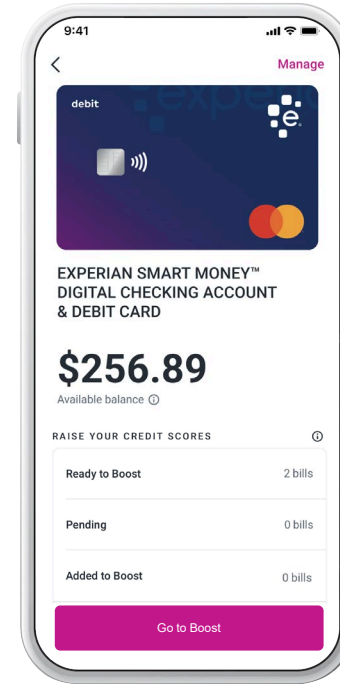 9:41
Manage
debit
experie
e.
EXPERIAN SMART MONEY™
DIGITAL CHECKING ACCOUNT
& DEBIT CARD
$256.89
Available balance
RAISE YOUR CREDIT SCORES
Ready to Boost 2 bills
Pending 0 bills
Added to Boost 0 bills
Go to Boost